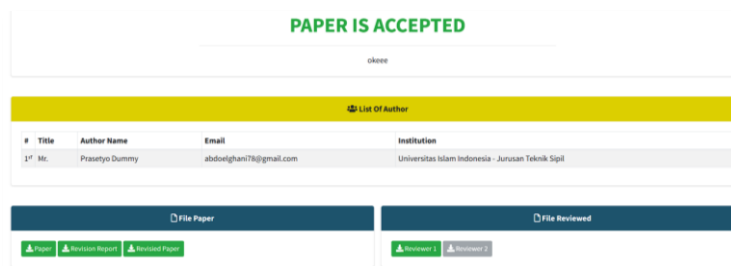 PAPER IS ACCEPTED
okeee
List Of Author
# Title Author Name Email Institution
1st Mr. Prasetyo Dummy abdoelghani78@gmail.com Universitas Islam Indonesia - Jurusan Teknik Sipil
File Paper
File Reviewed
Paper Revision Report Revisied Paper
Reviewer 1 Reviewer 2